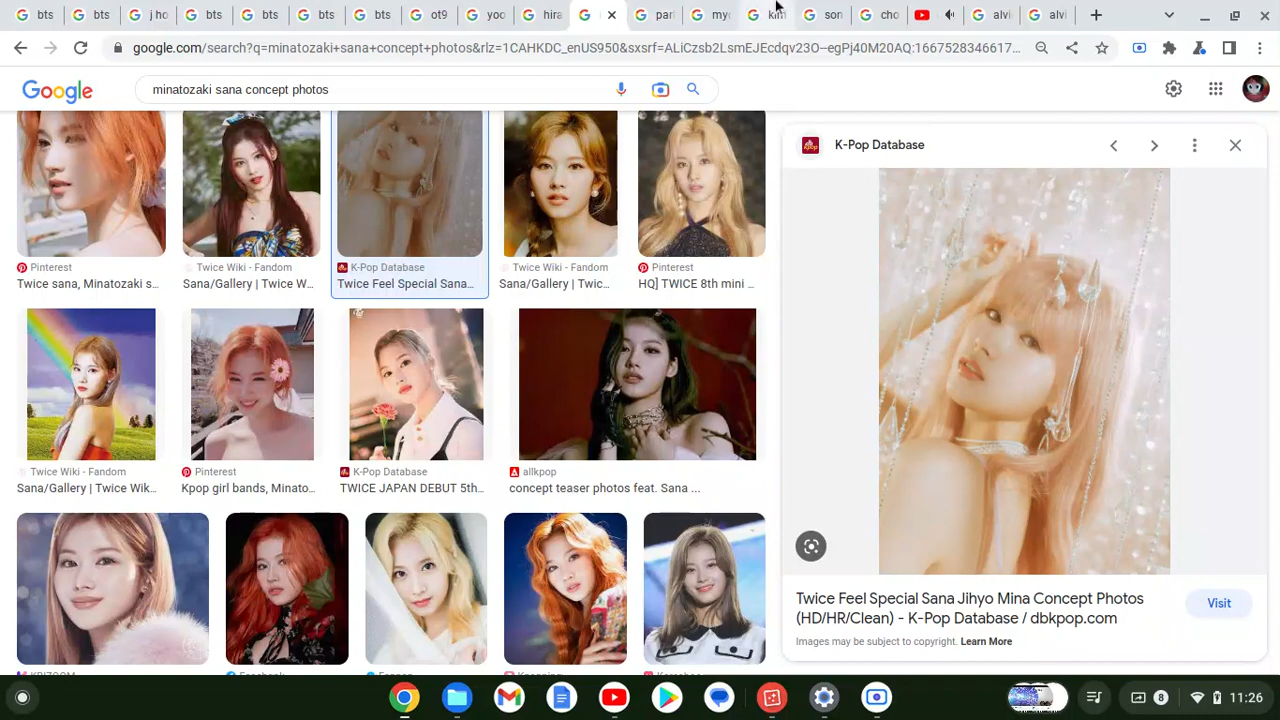 bts
bts
j ho
bts
bts
bts
bts
ot9
yoo
hira
pari
myo
kim
son
cho
alvi
alvi
google.com/search?q=minatozaki+sana+concept+photos&rlz=1CAHKDC_enUS950&sxsrf=ALiCzsb2LsmEJEcdqv23O--egPj40M20AQ:1667528346617...
Google
minatozaki sana concept photos
Pinterest
Twice sana, Minatozaki s...
Twice Wiki - Fandom
Sana/Gallery | Twice W...
K-Pop Database
Twice Feel Special Sana...
Twice Wiki - Fandom
Sana/Gallery | Twic...
Pinterest
HQ] TWICE 8th mini ...
Twice Wiki - Fandom
Sana/Gallery | Twice Wik...
Pinterest
Kpop girl bands, Minato...
K-Pop Database
TWICE JAPAN DEBUT 5th...
allkpop
concept teaser photos feat. Sana ...
K-Pop Database
Twice Feel Special Sana Jihyo Mina Concept Photos
(HD/HR/Clean) - K-Pop Database / dbkpop.com
Visit
Images may be subject to copyright. Learn More
8
11:26